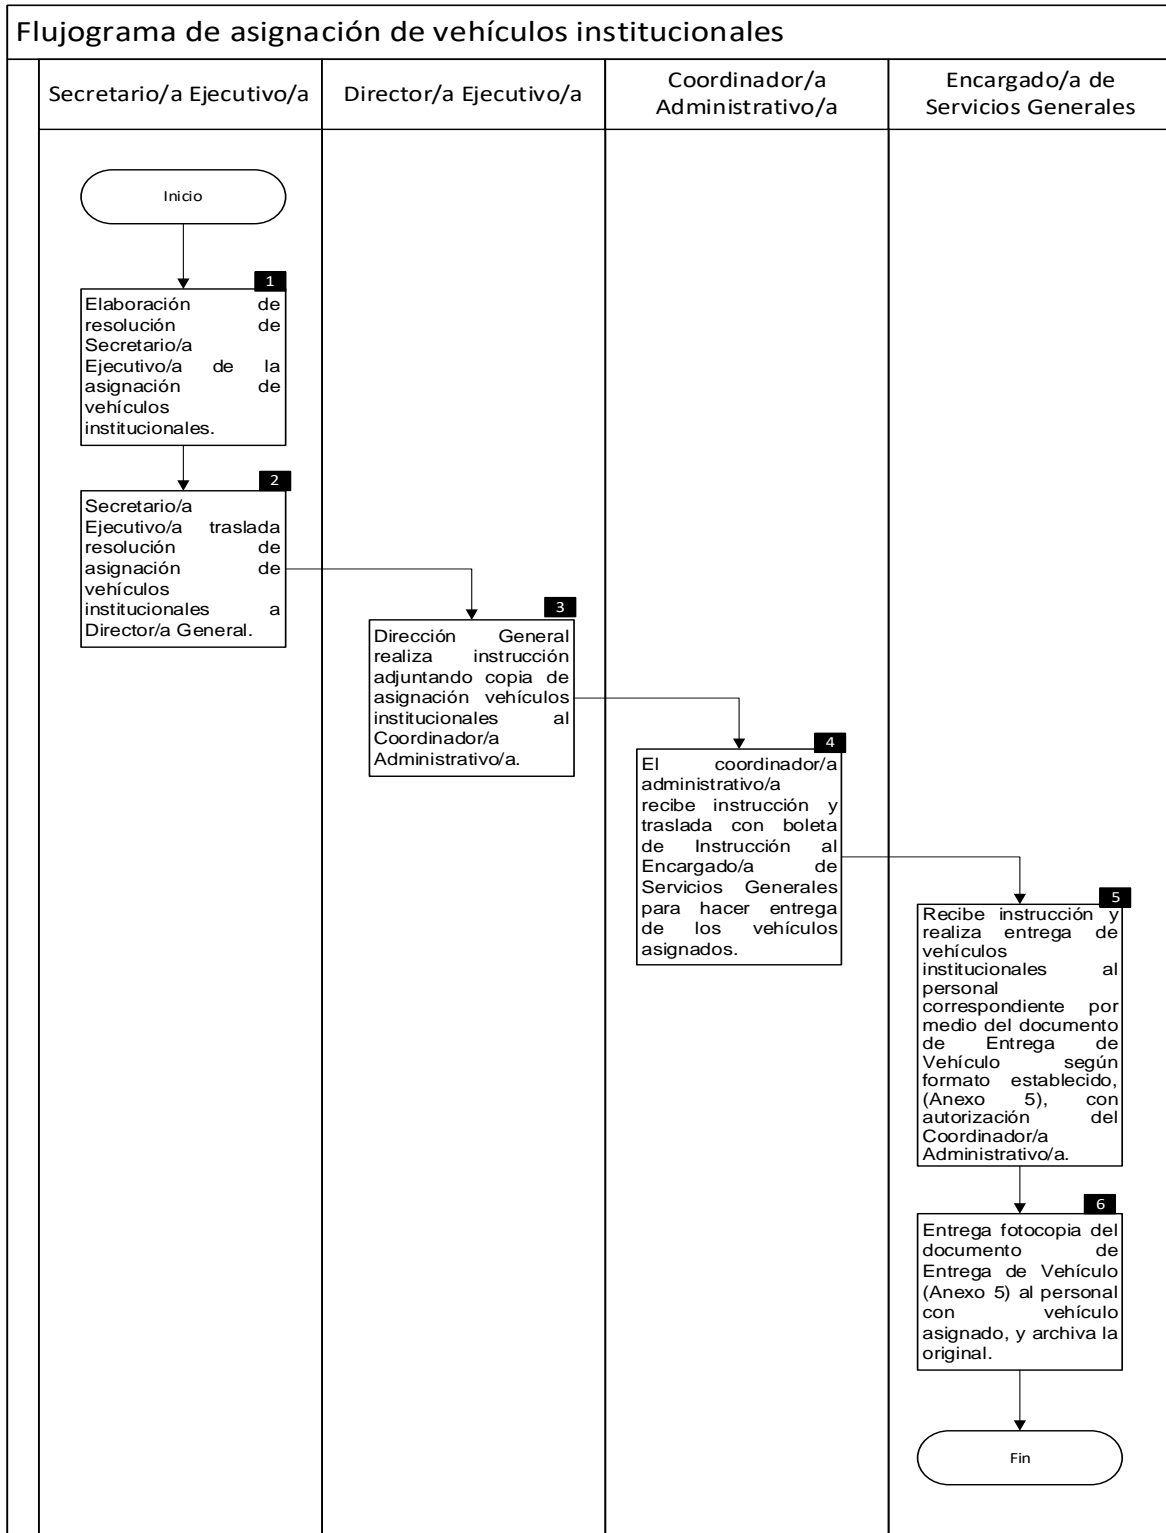 Flujograma de asignación de vehículos institucionales
Secretario/a Ejecutivo/a
Director/a Ejecutivo/a
Coordinador/a
Administrativo/a
Encargado/a de
Servicios Generales
Inicio
1
Elaboración de
resolución de
Secretario/a
Ejecutivo/a de la
asignación de
vehículos
institucionales.
2
Secretario/a
Ejecutivo/a traslada
resolución de
asignación de
vehículos
institucionales a
Director/a General.
3
Dirección General
realiza instrucción
adjuntando copia de
asignación vehículos
institucionales al
Coordinador/a
Administrativo/a.
4
El coordinador/a
administrativo/a
recibe instrucción y
traslada con boleta
de Instrucción al
Encargado/a de
Servicios Generales
para hacer entrega
de los vehículos
asignados.
5
Recibe instrucción y
realiza entrega de
vehículos
institucionales al
personal
correspondiente por
medio del documento
de Entrega de
Vehículo según
formato establecido,
(Anexo 5), con
autorización del
Coordinador/a
Administrativo/a.
6
Entrega fotocopia del
documento de
Entrega de Vehículo
(Anexo 5) al personal
con vehículo
asignado, y archiva la
original.
Fin